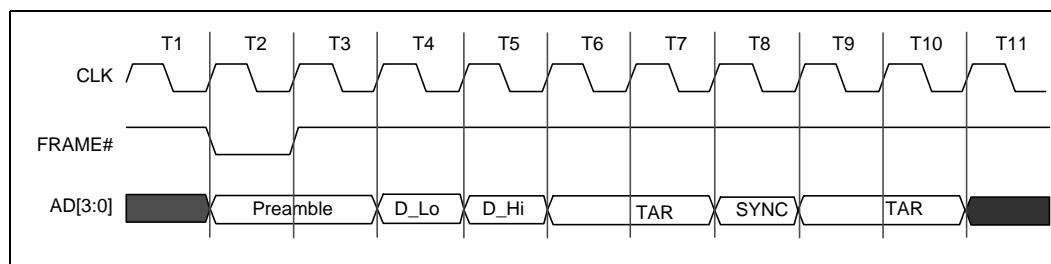 T1 T2 T3 T4 T5 T6 T7 T8 T9 T10 T11
CLK
FRAME#
AD[3:0] Preamble D_Lo D_Hi TAR SYNC TAR